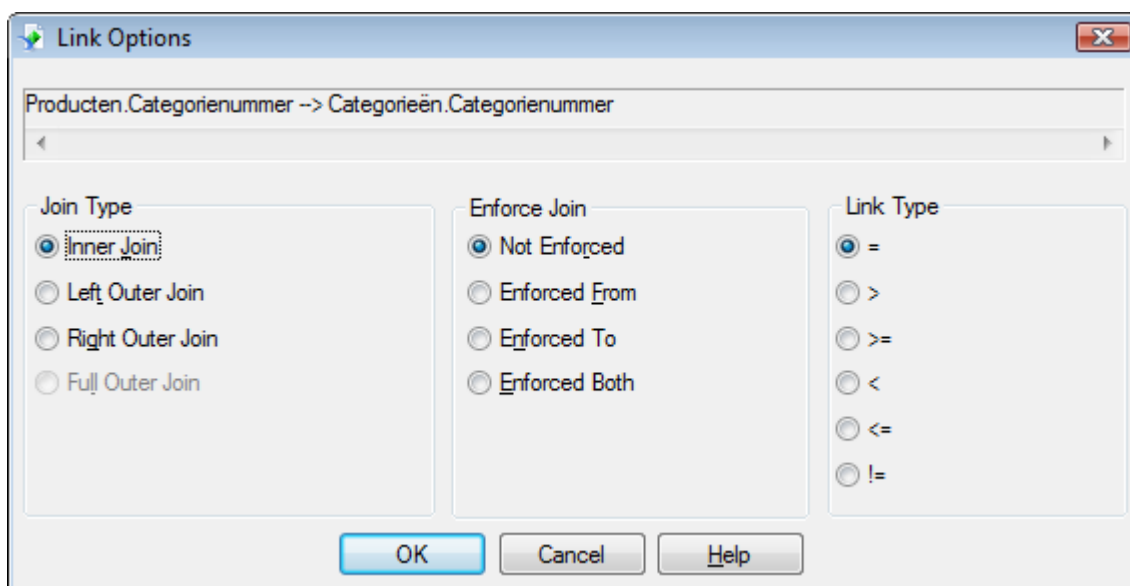 Link Options
Producten.Categorienummer --> Categorieën.Categorienummer
Join Type
Inner Join
Left Outer Join
Right Outer Join
Full Outer Join
Enforce Join
Not Enforced
Enforced From
Enforced To
Enforced Both
Link Type
=
>
>=
<
<=
!=
OK Cancel Help